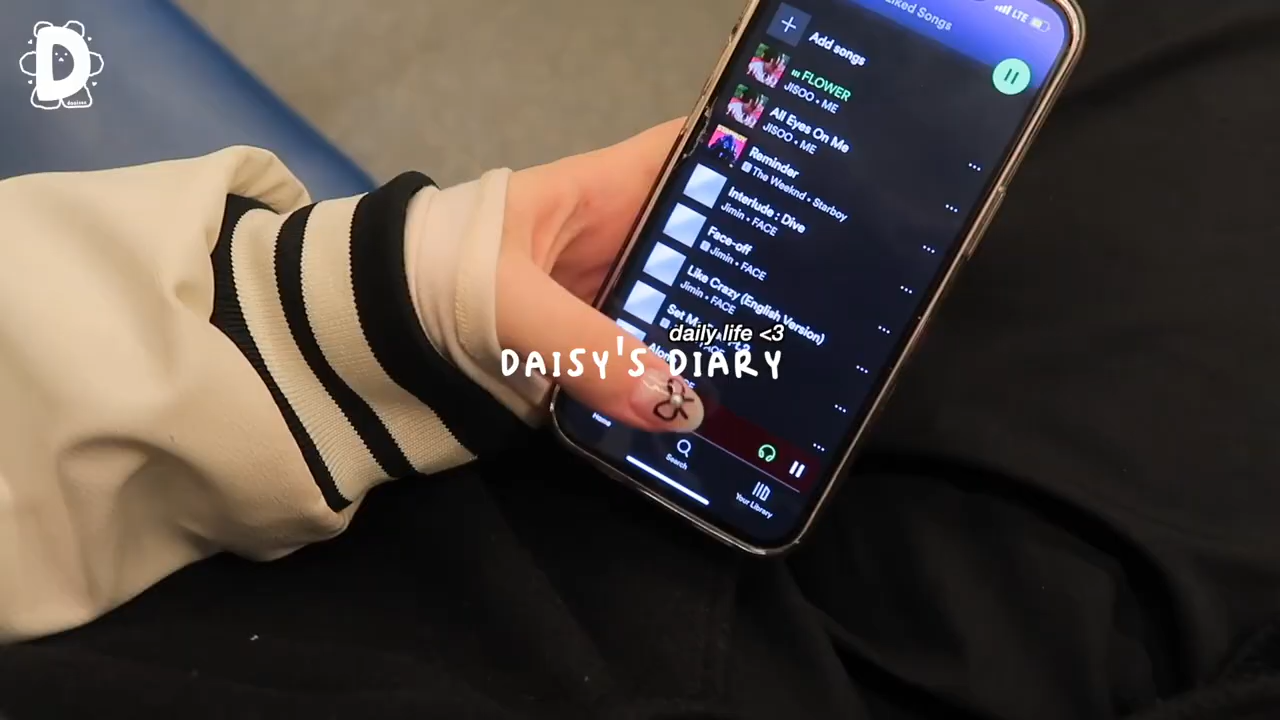 D
Liked Songs
LTE
Add songs
FLOWER
JISOO • ME
All Eyes On Me
JISOO • ME
Reminder
E The Weeknd • Starboy
Interlude : Dive
Jimin • FACE
Face-off
E Jimin • FACE
Like Crazy (English Version)
Jimin • FACE
Set M
daily life <3
DAISY'S DIARY
Home
Search
Your Library